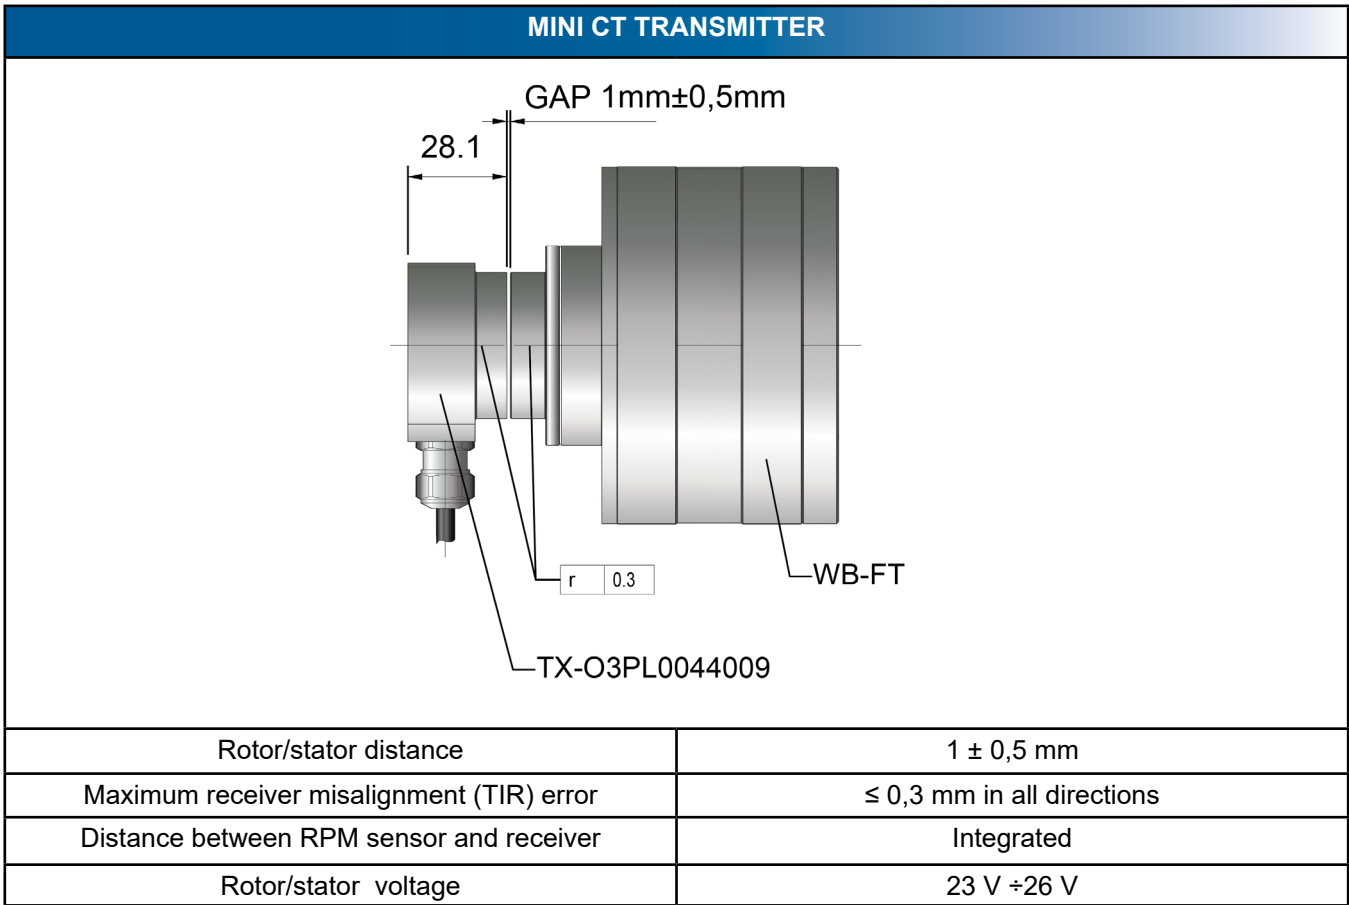 MINI CT TRANSMITTER
GAP 1mm±0,5mm
28.1
r 0.3
WB-FT
TX-O3PL0044009
Rotor/stator distance 1 ± 0,5 mm
Maximum receiver misalignment (TIR) error ≤ 0,3 mm in all directions
Distance between RPM sensor and receiver Integrated
Rotor/stator voltage 23 V ÷26 V